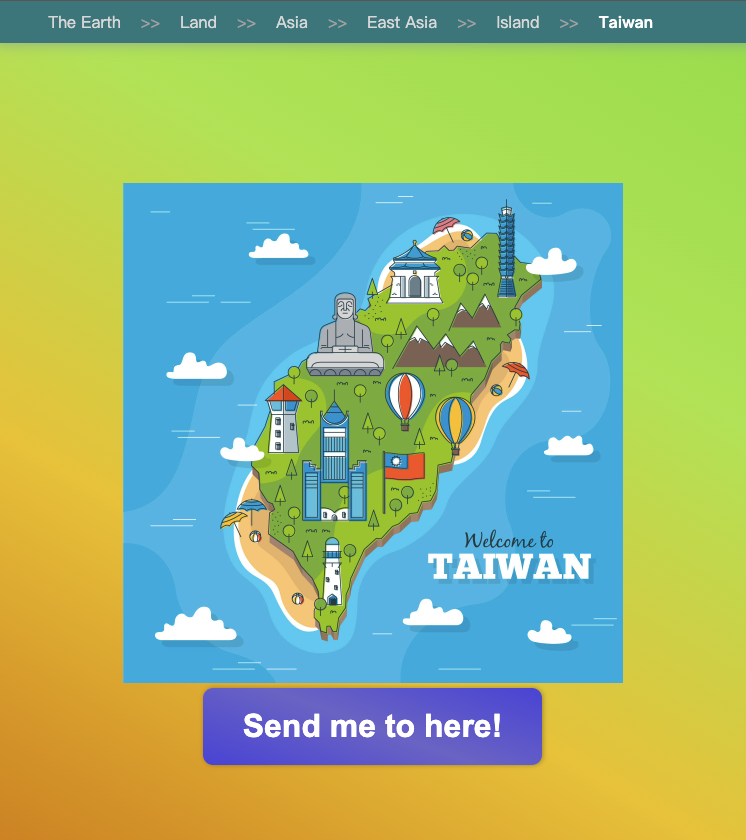 The Earth >> Land >> Asia >> East Asia >> Island >> Taiwan
Welcome to
TAIWAN
Send me to here!